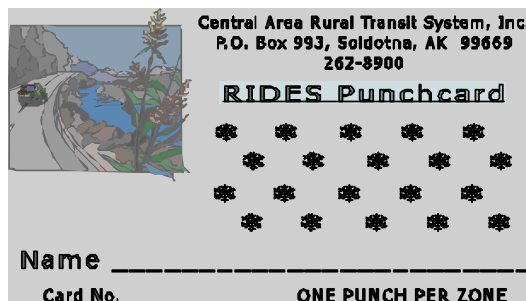 Central Area Rural Transit System, Inc
P.O. Box 993, Soldotna, AK 99669
262-8900
RIDES Punchcard
Name
Card No.
ONE PUNCH PER ZONE